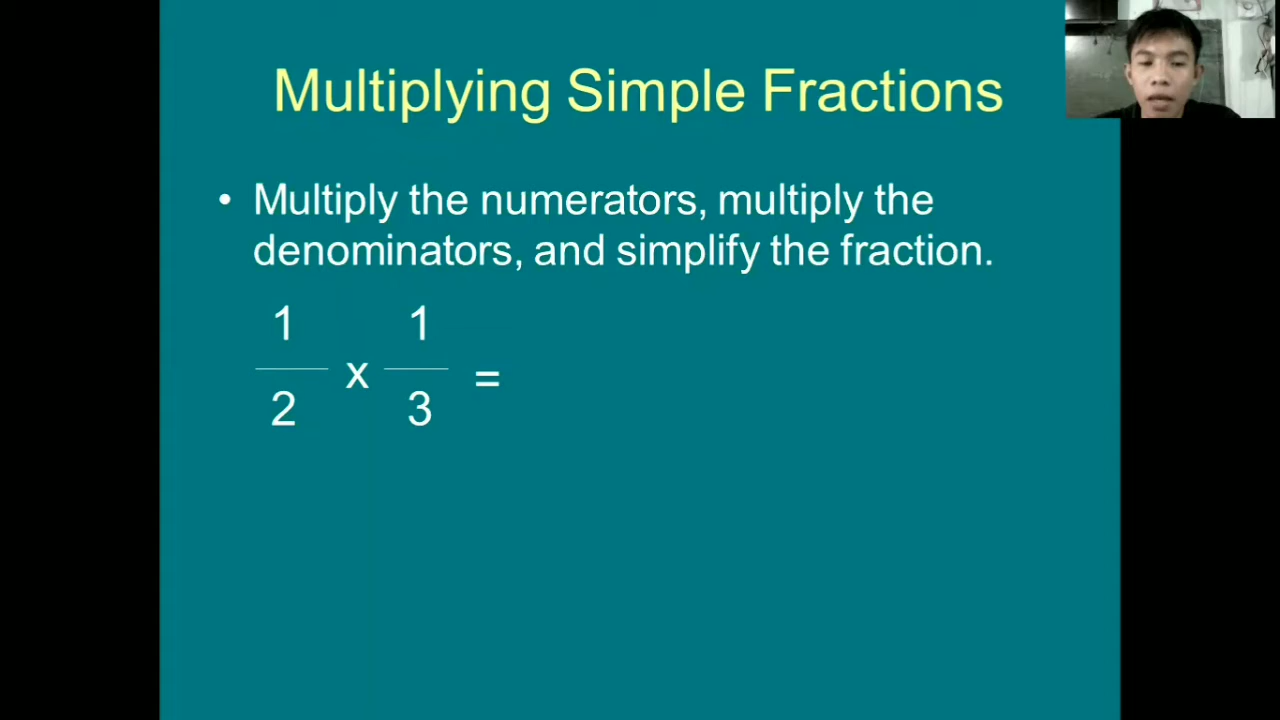 Multiplying Simple Fractions
• Multiply the numerators, multiply the
denominators, and simplify the fraction.
1 1
x =
2 3